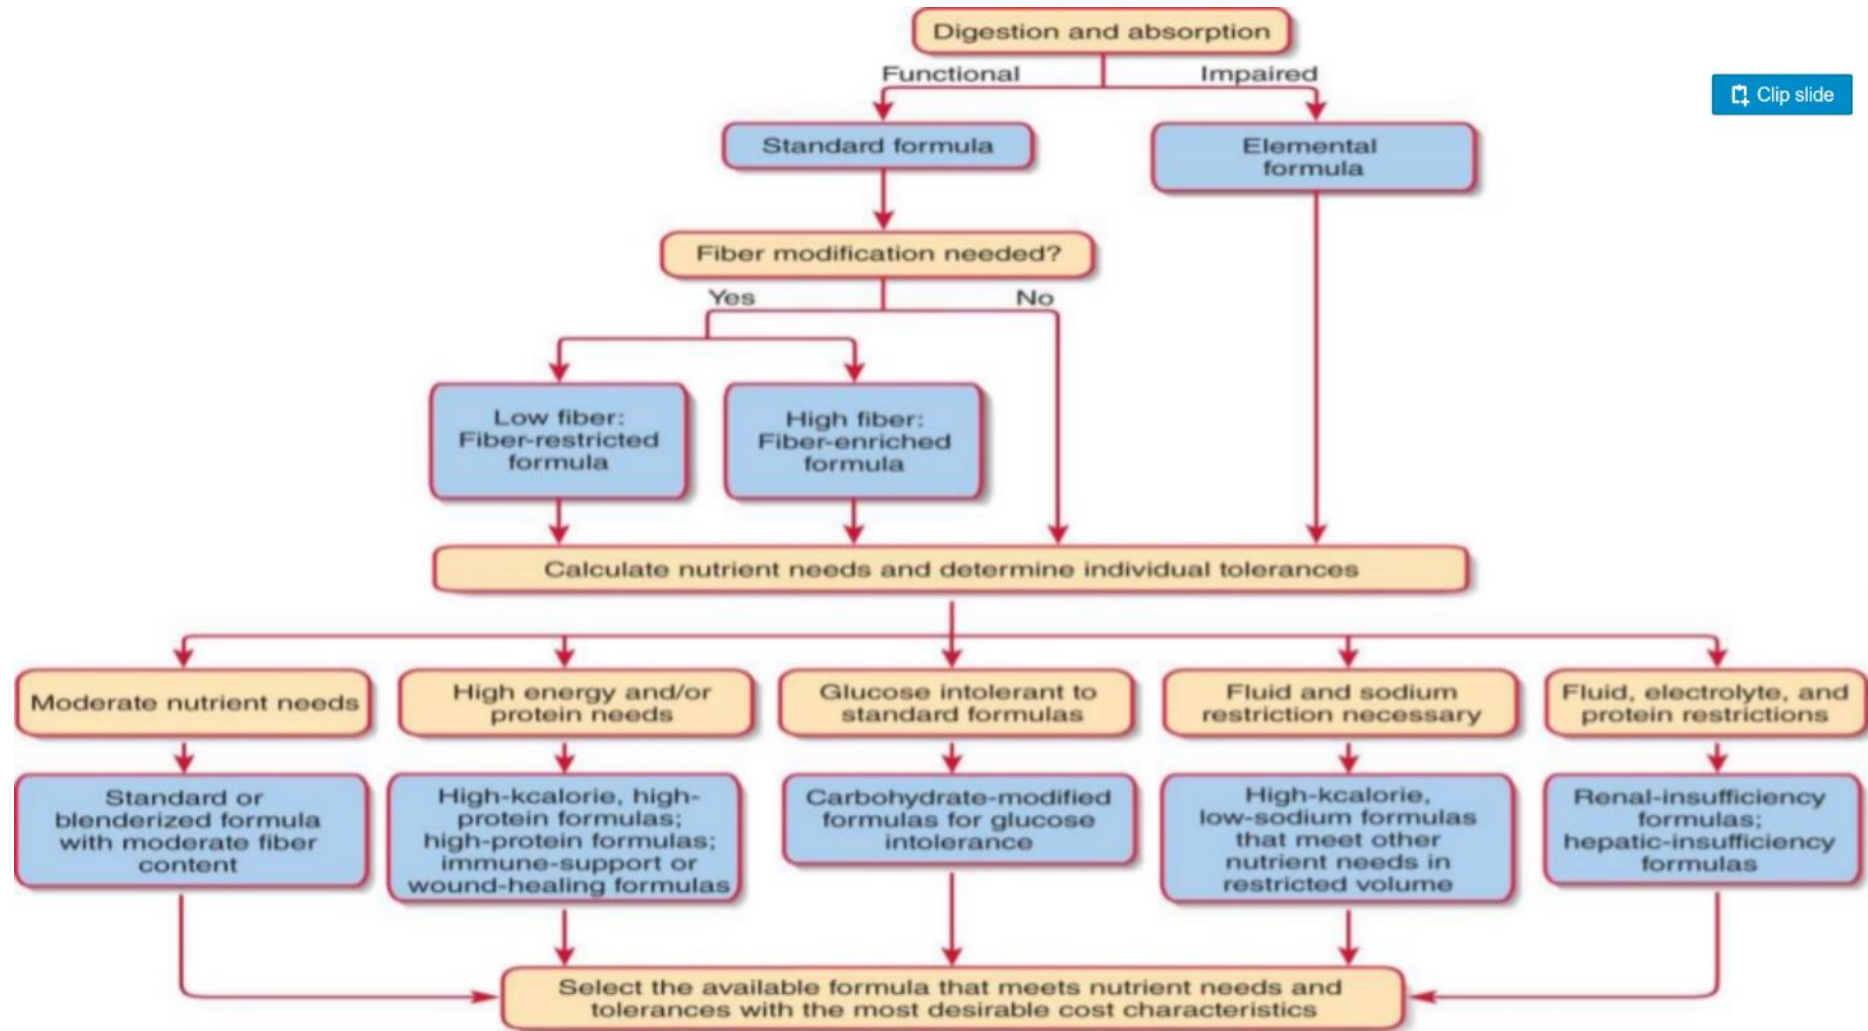 Digestion and absorption
Functional
Impaired
Clip slide
Standard formula
Elemental
formula
Fiber modification needed?
Yes
No
Low fiber:
Fiber-restricted
formula
High fiber:
Fiber-enriched
formula
Calculate nutrient needs and determine individual tolerances
Moderate nutrient needs
High energy and/or
protein needs
Glucose intolerant to
standard formulas
Fluid and sodium
restriction necessary
Fluid, electrolyte, and
protein restrictions
Standard or
blenderized formula
with moderate fiber
content
High-kcalorie, high-
protein formulas;
high-protein formulas;
immune-support or
wound-healing formulas
Carbohydrate-modified
formulas for glucose
intolerance
High-kcalorie,
low-sodium formulas
that meet other
nutrient needs in
restricted volume
Renal-insufficiency
formulas;
hepatic-insufficiency
formulas
Select the available formula that meets nutrient needs and
tolerances with the most desirable cost characteristics